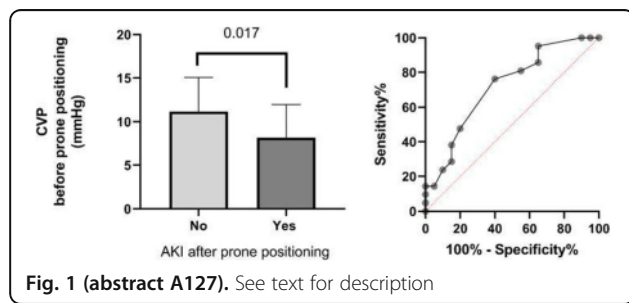 0.017
CVP
before prone positioning
(mmHg)
20
15
10
5
0
No Yes
AKI after prone positioning
Sensitivity%
100
80
60
40
20
0
0 20 40 60 80 100
100% - Specificity%
Fig. 1 (abstract A127). See text for description